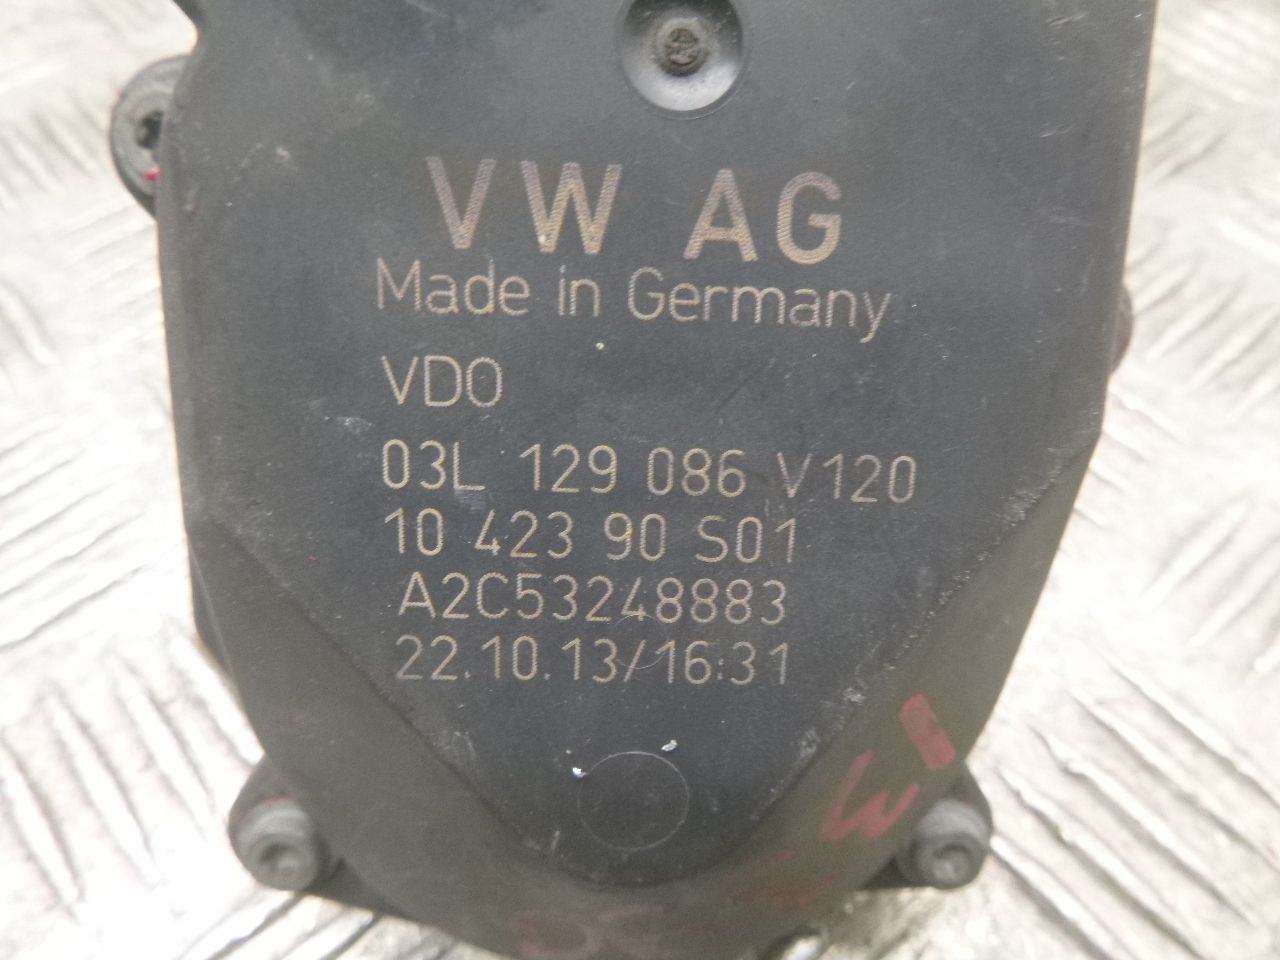 VW AG
Made in Germany
VDO
03L 129 086 V120
10 423 90 S01
A2C53248883
22.10.13/16:31